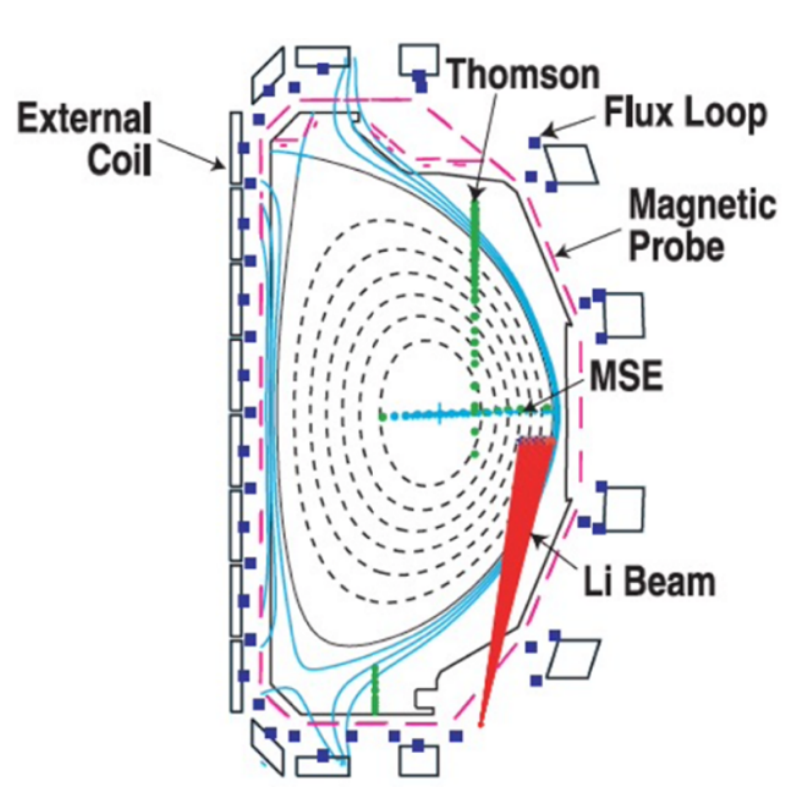 Thomson
External
Coil
Flux Loop
Magnetic
Probe
MSE
Li Beam